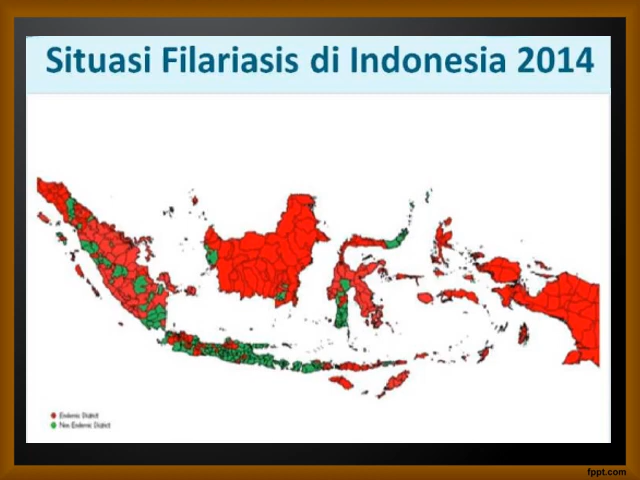 Situasi Filariasis di Indonesia 2014
Endemic District
Non Endemic District
fppt.com